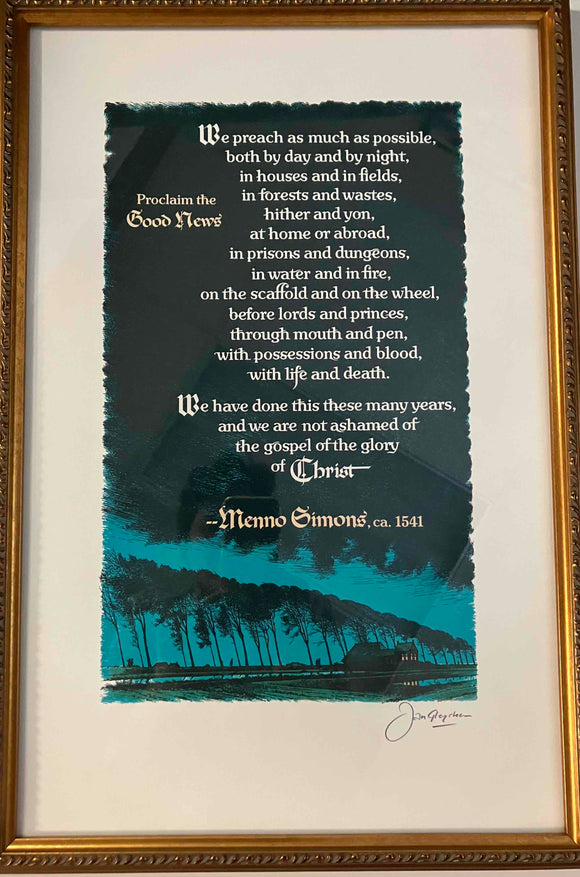 We preach as much as possible,
both by day and by night,
in houses and in fields,
in forests and wastes,
hither and yon,
at home or abroad,
in prisons and dungeons,
in water and in fire,
on the scaffold and on the wheel,
before lords and princes,
through mouth and pen,
with possessions and blood,
with life and death.
Proclaim the
Good News
We have done this these many years,
and we are not ashamed of
the gospel of the glory
of Christ
--Menno Simons, ca. 1541